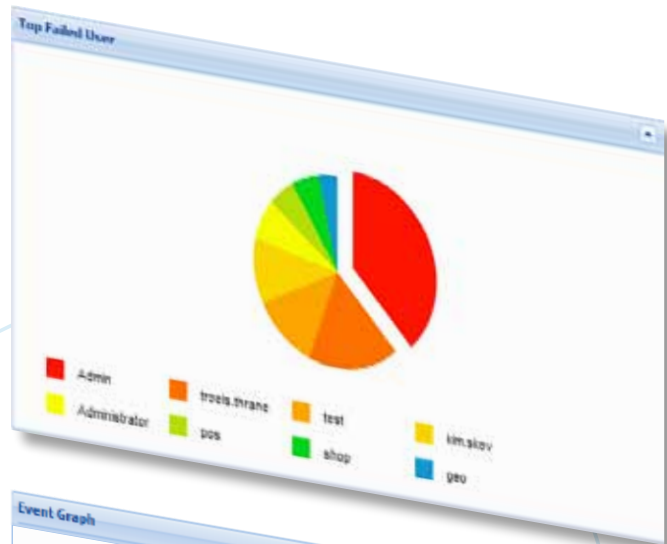 Top Failed User
Admin troels.thrane test kim.skov
Administrator pos shop geo
Event Graph